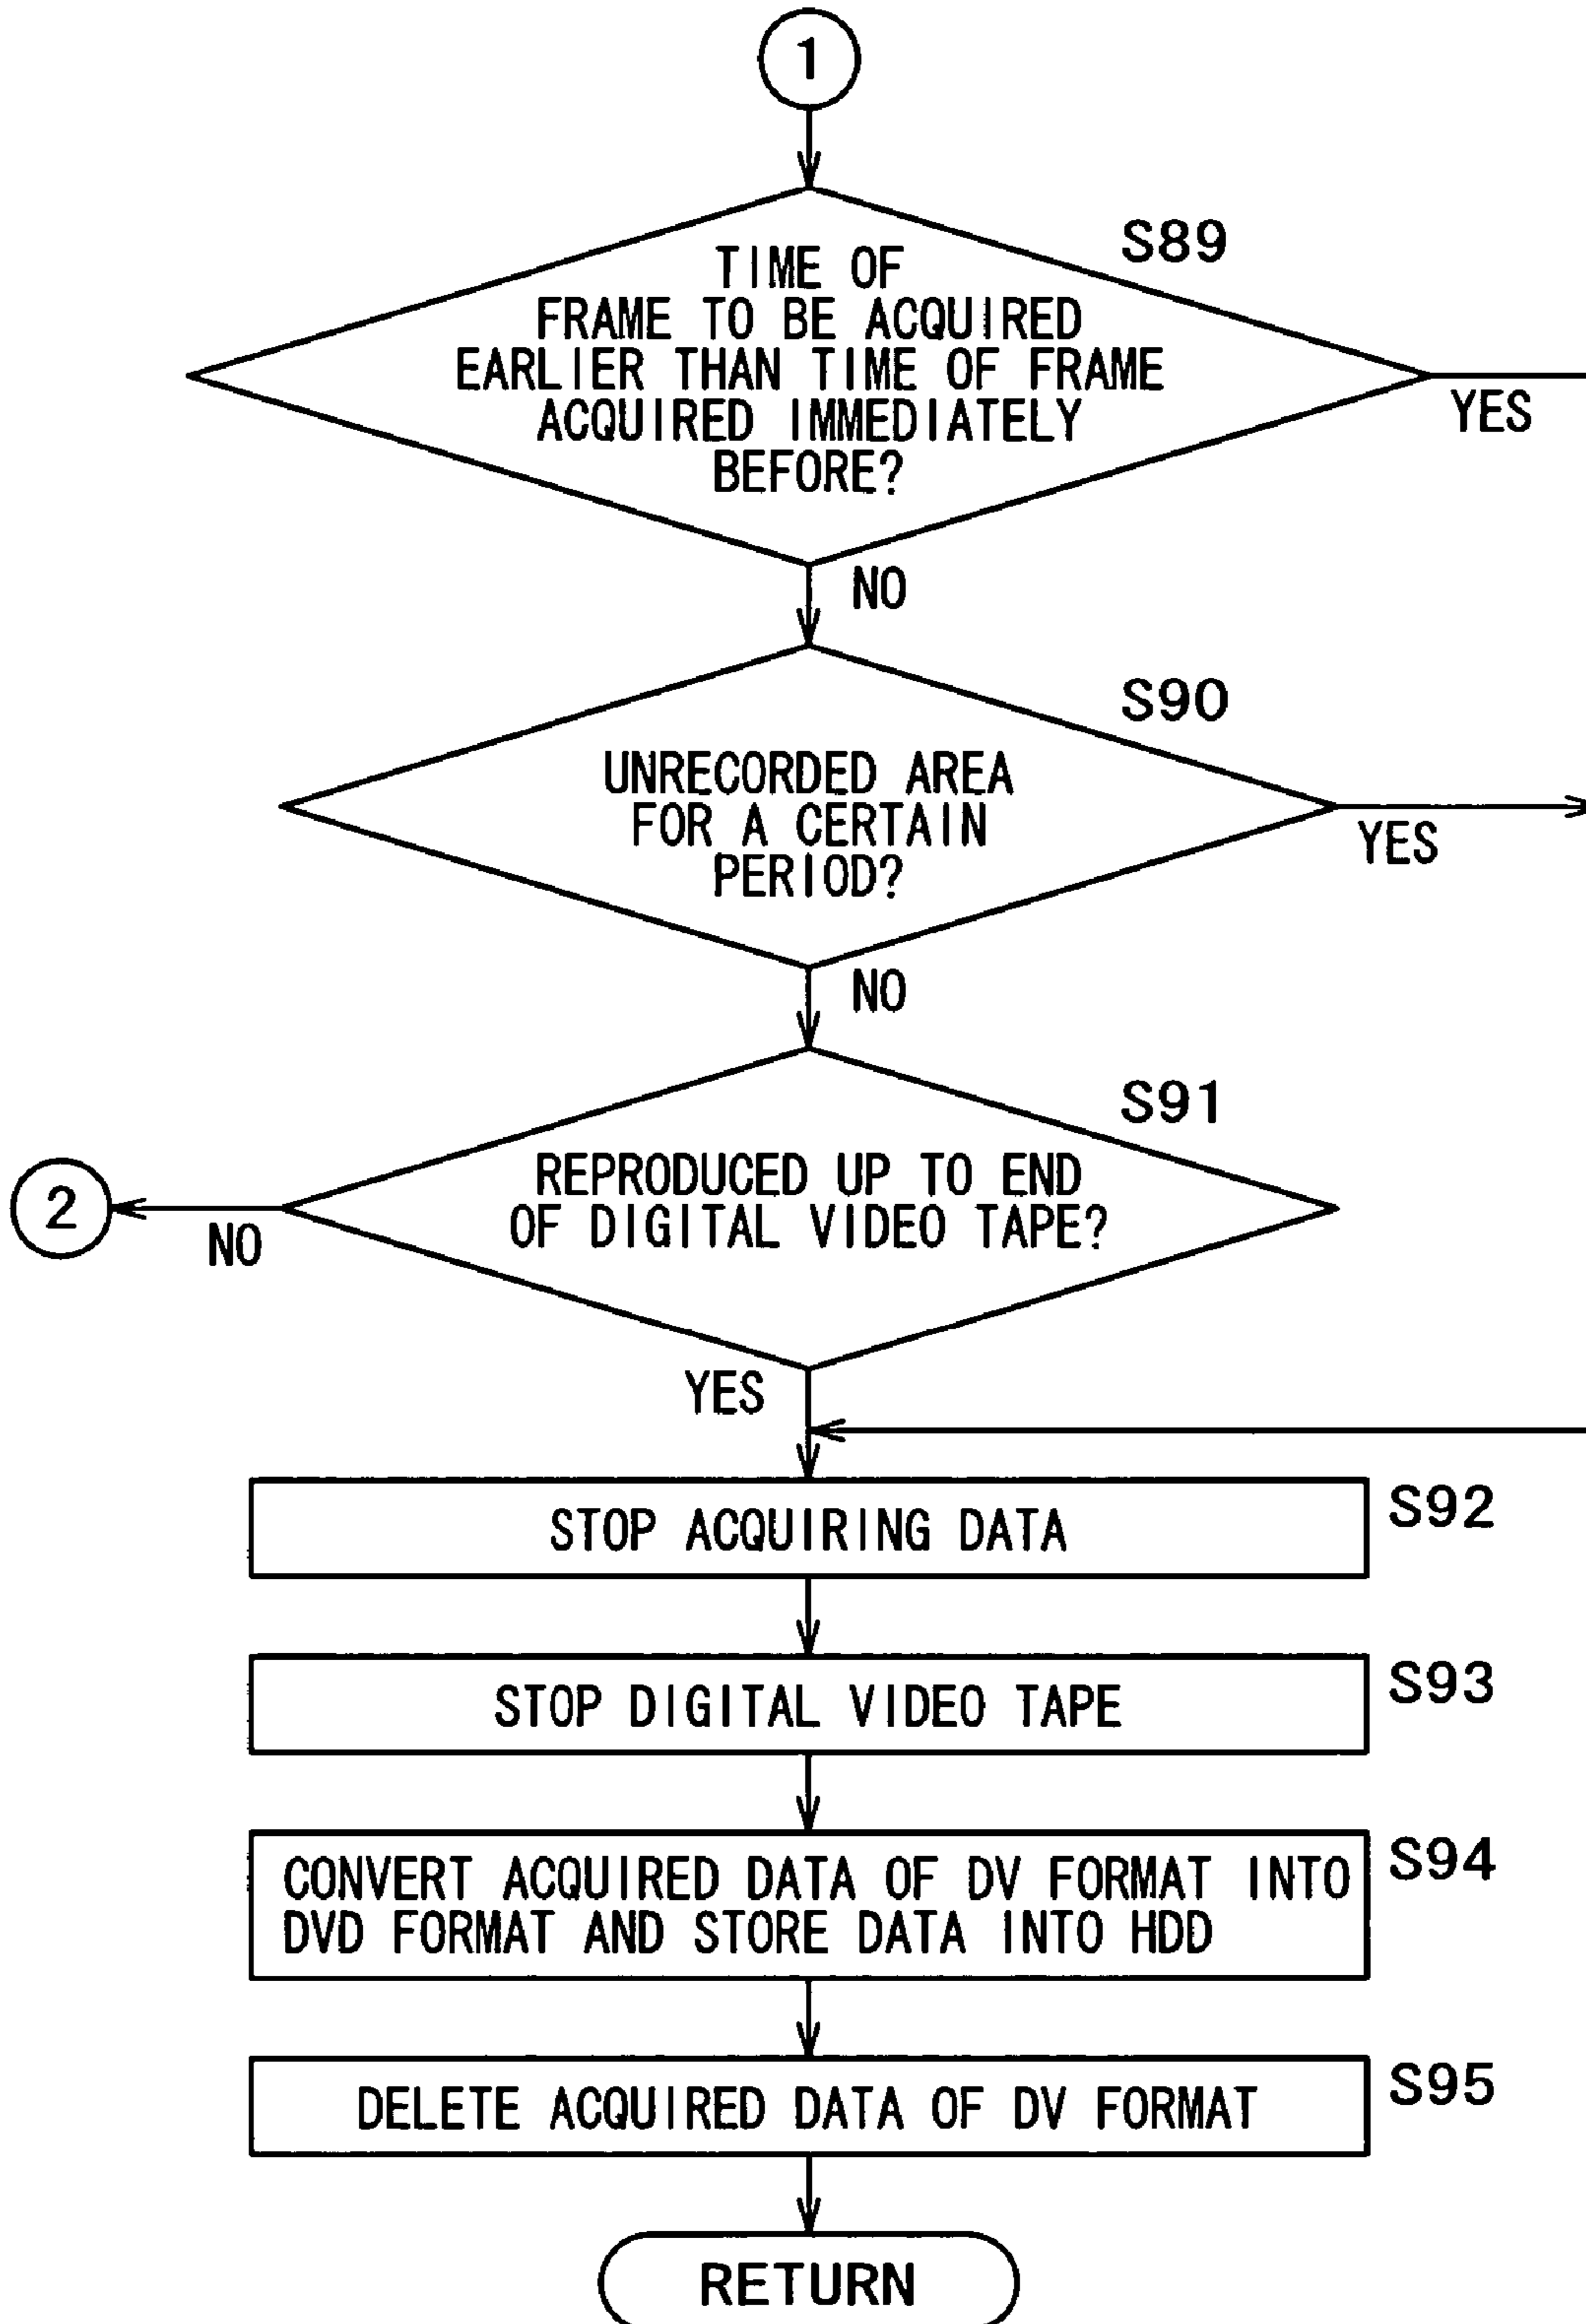 1
S89
TIME OF
FRAME TO BE ACQUIRED
EARLIER THAN TIME OF FRAME
ACQUIRED IMMEDIATELY
BEFORE?
YES
NO
S90
UNRECORDED AREA
FOR A CERTAIN
PERIOD?
YES
NO
S91
REPRODUCED UP TO END
OF DIGITAL VIDEO TAPE?
2
NO
YES
STOP ACQUIRING DATA
S92
STOP DIGITAL VIDEO TAPE
S93
CONVERT ACQUIRED DATA OF DV FORMAT INTO
DVD FORMAT AND STORE DATA INTO HDD
S94
DELETE ACQUIRED DATA OF DV FORMAT
S95
RETURN